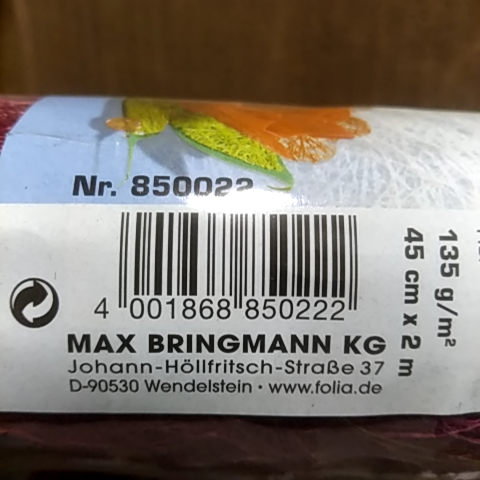 Nr. 850022
4 001868 850222
MAX BRINGMANN KG
Johann-Höllfritsch-Straße 37
D-90530 Wendelstein · www.folia.de
135 g/m²
45 cm x 2 m